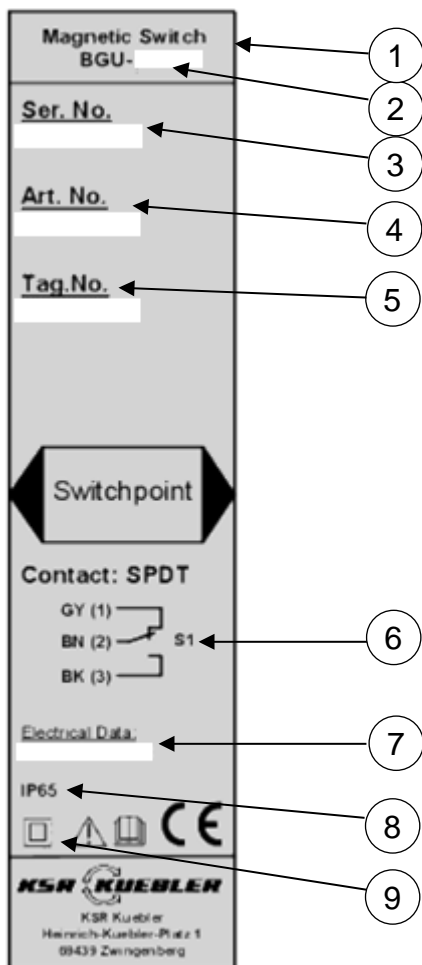 Magnetic Switch
BGU-
Ser. No.
Art. No.
Tag.No.
Switchpoint
Contact: SPDT
GY (1)
BN (2) S1
BK (3)
Electrical Data:
IP65
CE
KSR KUEBLER
KSR Kuebler
Heinrich-Kuebler-Platz 1
69439 Zwingenberg
1
2
3
4
5
6
7
8
9